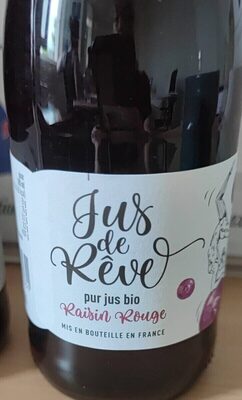 Jus
de
Rêve
pur jus bio
Raisin Rouge
MIS EN BOUTEILLE EN FRANCE